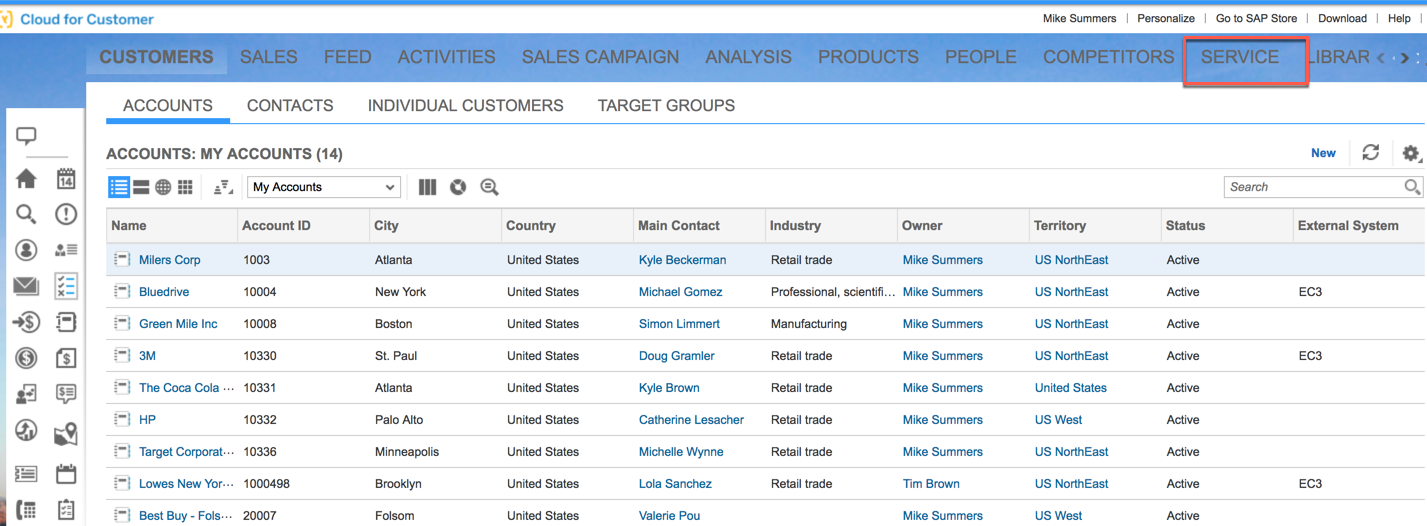 Cloud for Customer Mike Summers | Personalize | Go to SAP Store | Download | Help |
CUSTOMERS SALES FEED ACTIVITIES SALES CAMPAIGN ANALYSIS PRODUCTS PEOPLE COMPETITORS SERVICE LIBRAR
ACCOUNTS CONTACTS INDIVIDUAL CUSTOMERS TARGET GROUPS
ACCOUNTS: MY ACCOUNTS (14) New
14
My Accounts Search
Name Account ID City Country Main Contact Industry Owner Territory Status External System
Milers Corp 1003 Atlanta United States Kyle Beckerman Retail trade Mike Summers US NorthEast Active
Bluedrive 10004 New York United States Michael Gomez Professional, scientifi... Mike Summers US NorthEast Active EC3
Green Mile Inc 10008 Boston United States Simon Limmert Manufacturing Mike Summers US NorthEast Active
3M 10330 St. Paul United States Doug Gramler Retail trade Mike Summers US NorthEast Active EC3
The Coca Cola ... 10331 Atlanta United States Kyle Brown Retail trade Mike Summers United States Active
HP 10332 Palo Alto United States Catherine Lesacher Retail trade Mike Summers US West Active
Target Corporat... 10336 Minneapolis United States Michelle Wynne Retail trade Mike Summers US NorthEast Active
Lowes New Yor... 1000498 Brooklyn United States Lola Sanchez Retail trade Tim Brown US NorthEast Active EC3
Best Buy - Fols... 20007 Folsom United States Valerie Pou Mike Summers US West Active